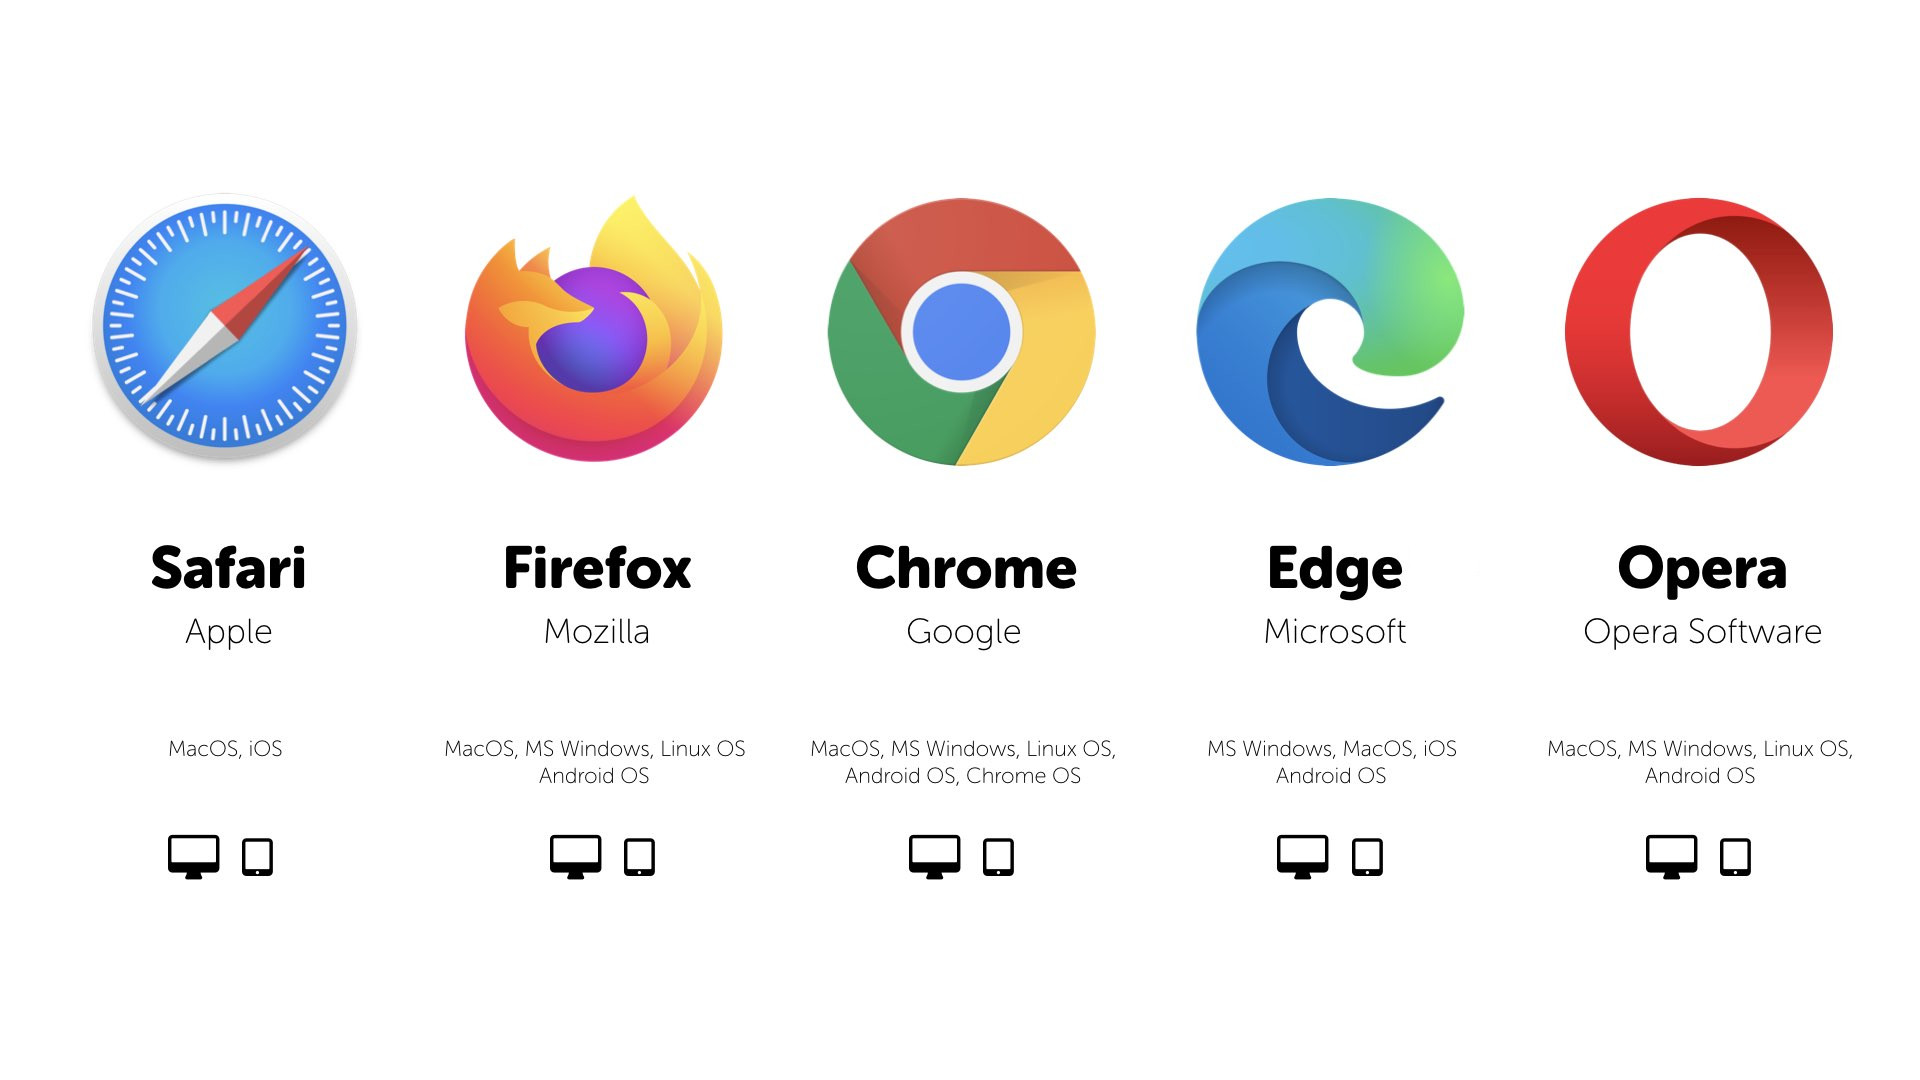 Safari
Apple
MacOS, iOS
Firefox
Mozilla
MacOS, MS Windows, Linux OS
Android OS
Chrome
Google
MacOS, MS Windows, Linux OS,
Android OS, Chrome OS
Edge
Microsoft
MS Windows, MacOS, iOS
Android OS
Opera
Opera Software
MacOS, MS Windows, Linux OS,
Android OS